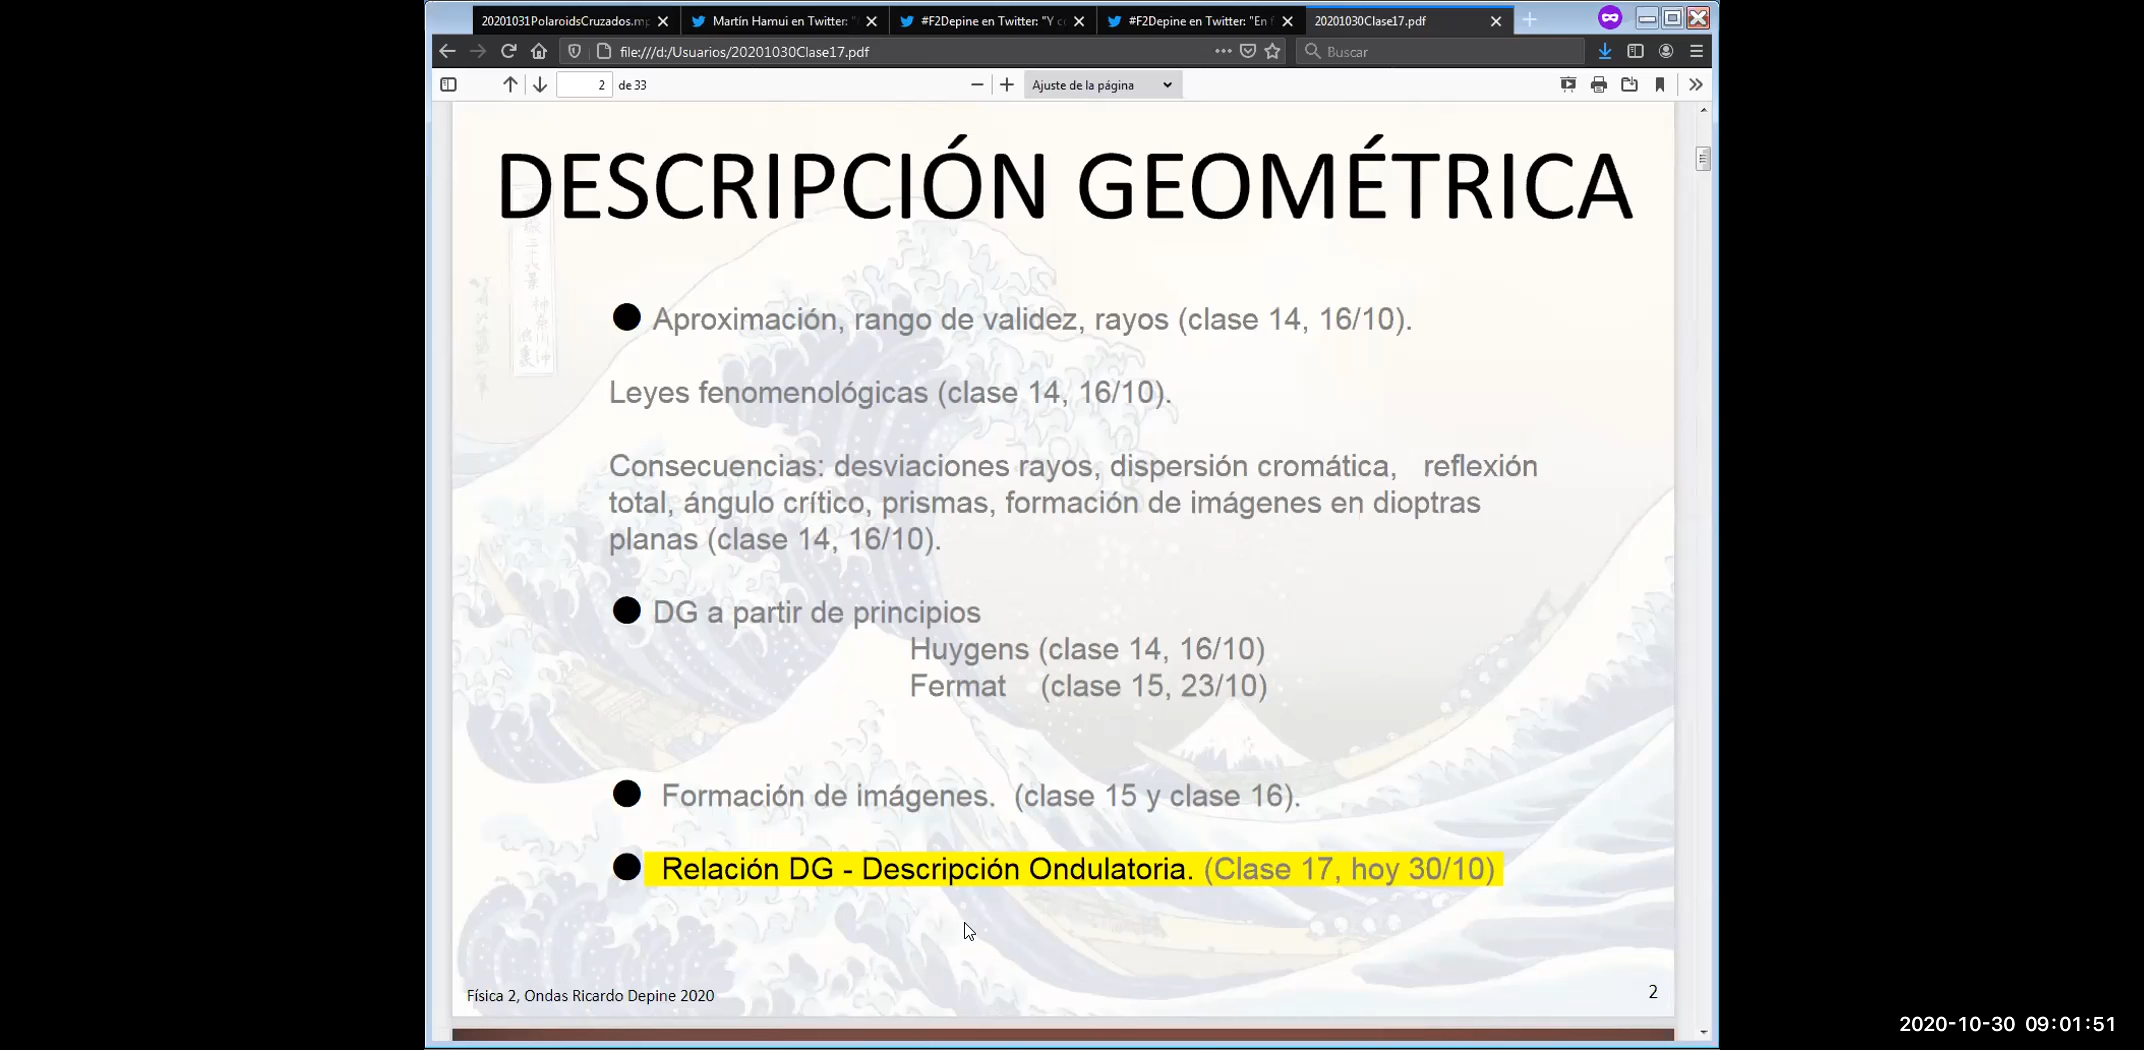 20201031PolaroidsCruzados.mp
Martín Hamui en Twitter: "
#F2Depine en Twitter: "Y c
#F2Depine en Twitter: "En
20201030Clase17.pdf
file:///d:/Usuarios/20201030Clase17.pdf
Buscar
2 de 33
Ajuste de la página
DESCRIPCIÓN GEOMÉTRICA
● Aproximación, rango de validez, rayos (clase 14, 16/10).
Leyes fenomenológicas (clase 14, 16/10).
Consecuencias: desviaciones rayos, dispersión cromática, reflexión
total, ángulo crítico, prismas, formación de imágenes en dioptras
planas (clase 14, 16/10).
● DG a partir de principios
Huygens (clase 14, 16/10)
Fermat (clase 15, 23/10)
● Formación de imágenes. (clase 15 y clase 16).
● Relación DG - Descripción Ondulatoria. (Clase 17, hoy 30/10)
Física 2, Ondas Ricardo Depine 2020
2
2020-10-30 09:01:51